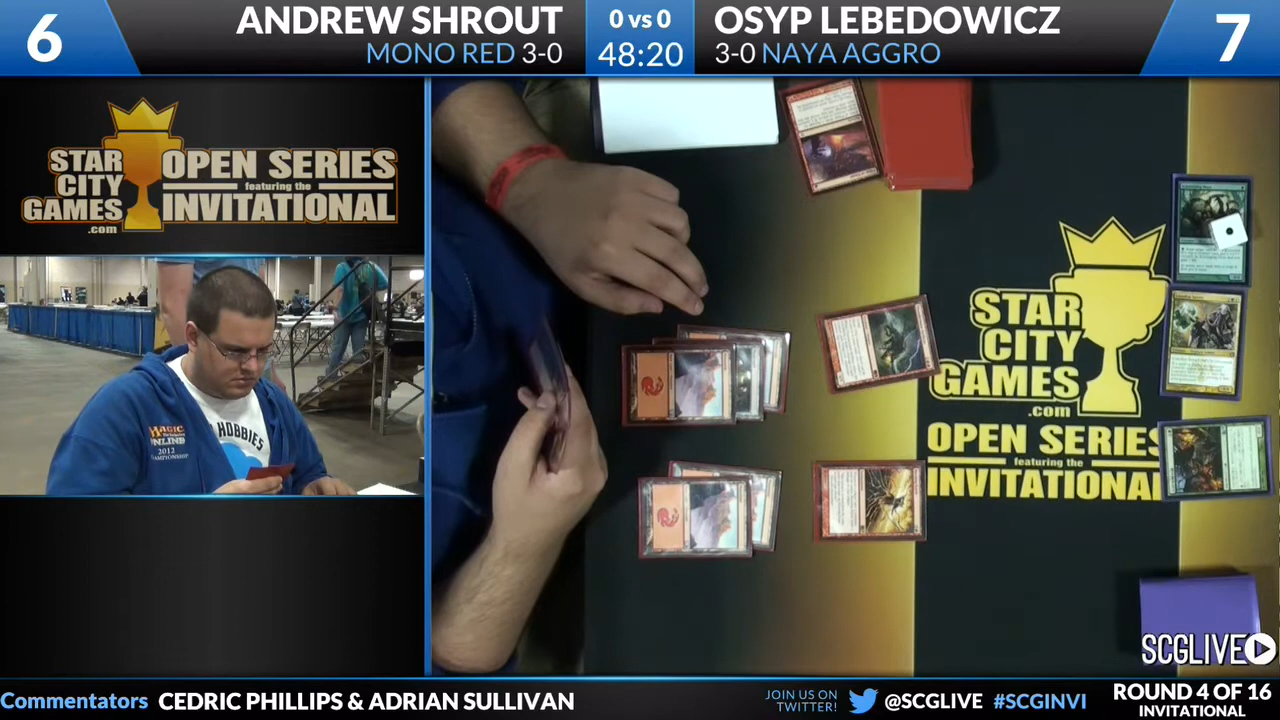 6
ANDREW SHROUT
MONO RED 3-0
0 vs 0
48:20
OSYP LEBEDOWICZ
3-0 NAYA AGGRO
7
STAR
CITY
GAMES
.com
OPEN SERIES
featuring the
INVITATIONAL
MAGIC
ONLINE
2012
CHAMPIONSHIP
HOBBIES
STAR
CITY
GAMES
.com
OPEN SERIES
featuring the
INVITATIONAL
SCGLIVE
Commentators CEDRIC PHILLIPS & ADRIAN SULLIVAN
JOIN US ON
TWITTER!
@SCGLIVE #SCGINVI
ROUND 4 OF 16
INVITATIONAL